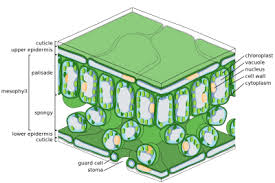 cuticle
upper epidermis
palisade
mesophyll
spongy
lower epidermis
cuticle
chloroplast
vacuole
nucleus
cell wall
cytoplasm
guard cell
stoma